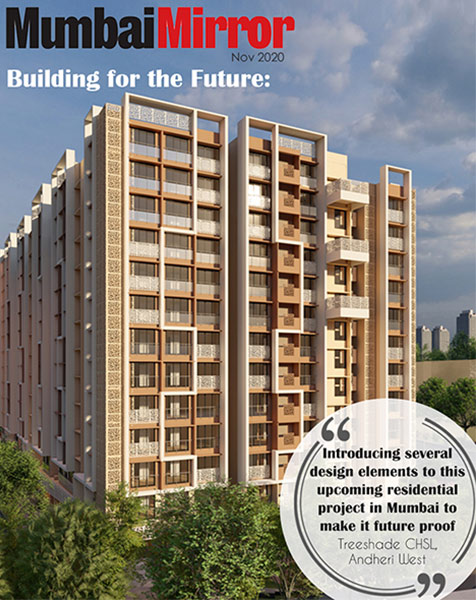 MumbaiMirror
Nov 2020
Building for the Future:
“
Introducing several
design elements to this
upcoming residential
project in Mumbai to
make it future proof
Treeshade CHSL,
Andheri West
”